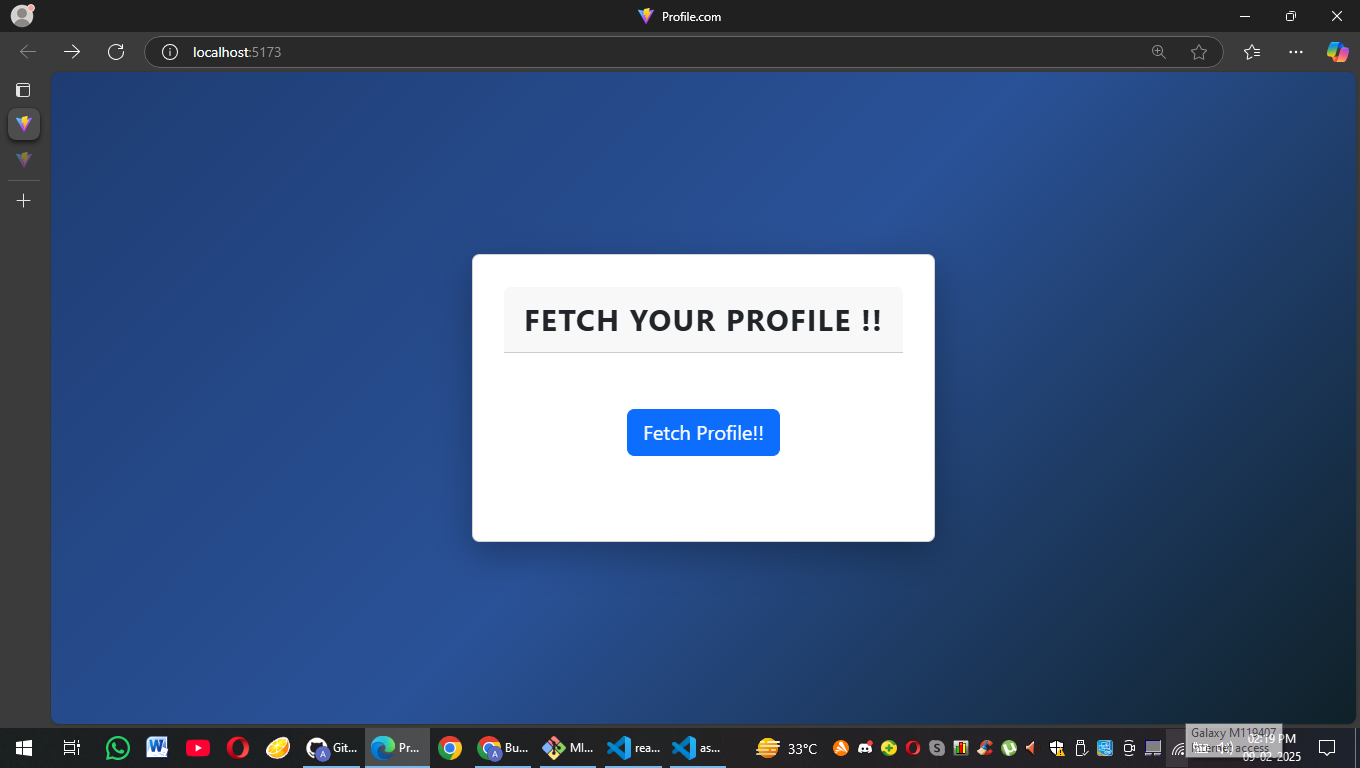 Profile.com
localhost:5173
FETCH YOUR PROFILE !!
Fetch Profile!!
Git...
Pr...
Bu...
MI...
rea...
as...
33°C
Galaxy M119407
Internet access
02:19 PM
09-02-2025